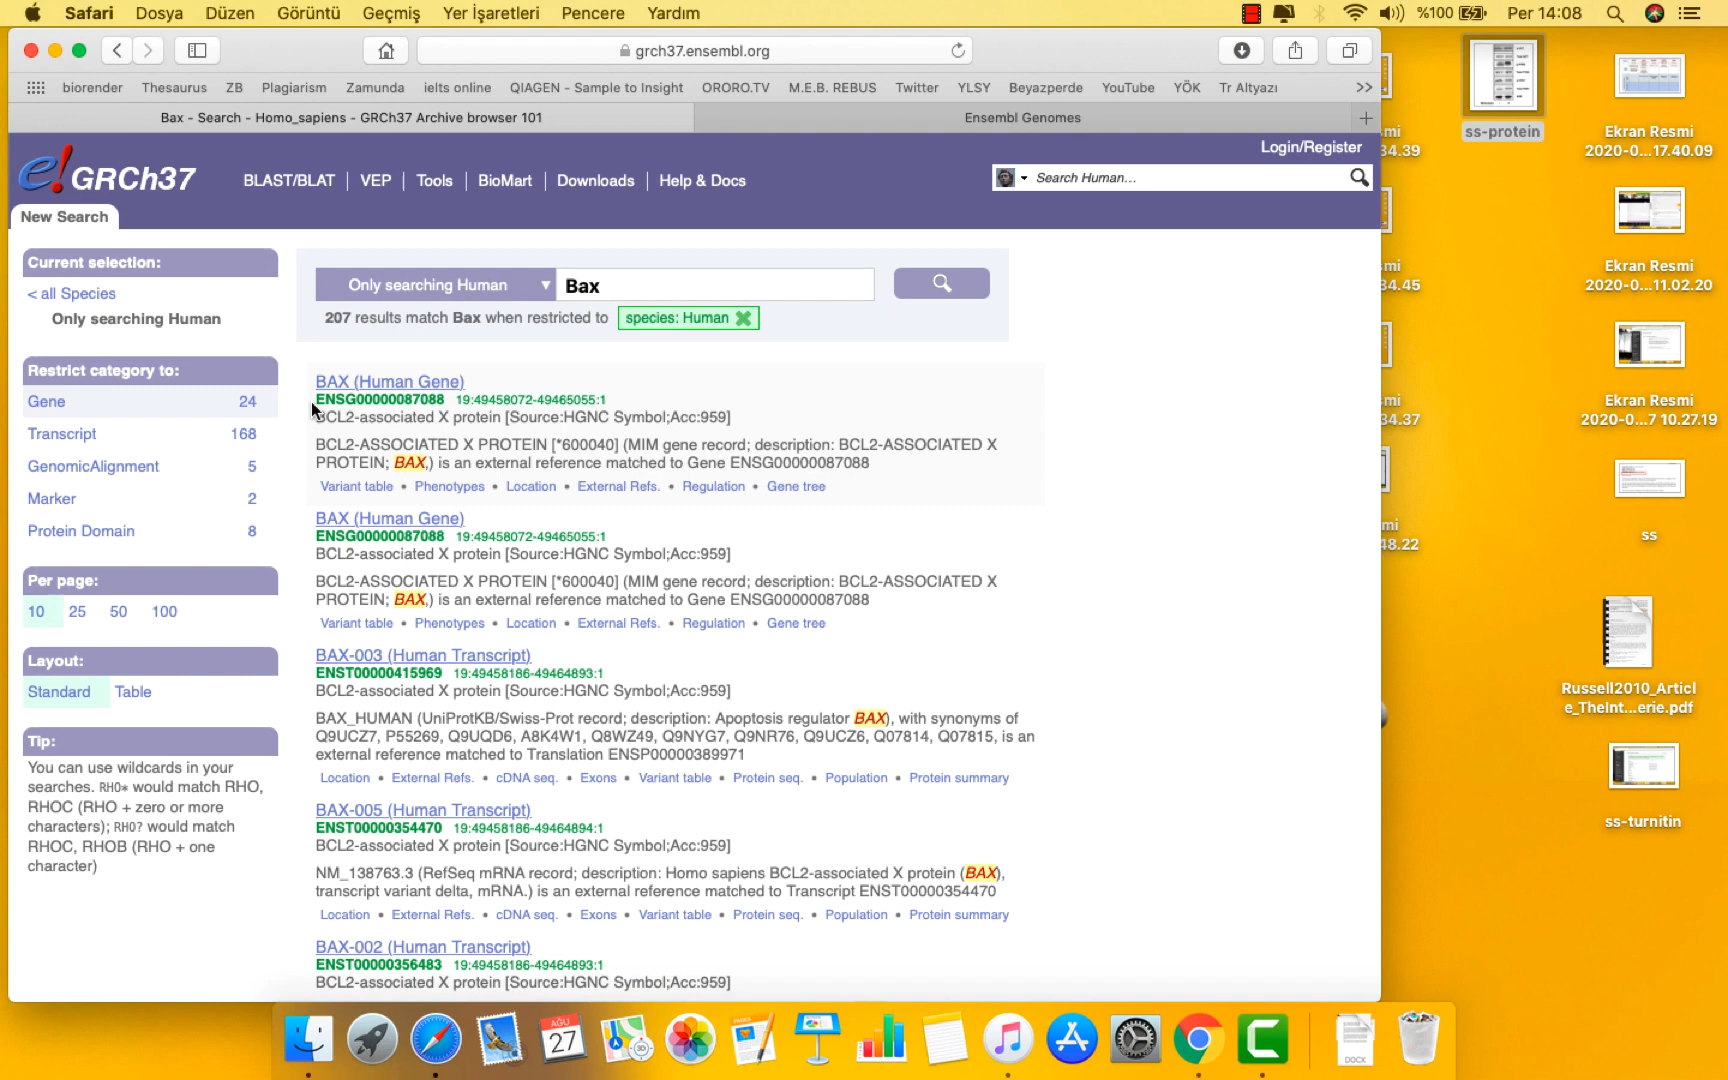 Safari Dosya Düzen Görüntü Geçmiş Yer İşaretleri Pencere Yardım %100 Per 14:08
grch37.ensembl.org
biorender Thesaurus ZB Plagiarism Zamunda ielts online QIAGEN - Sample to Insight ORORO.TV M.E.B. REBUS Twitter YLSY Beyazperde YouTube YÖK Tr Altyazı >>
Bax - Search - Homo_sapiens - GRCh37 Archive browser 101 Ensembl Genomes
Login/Register
e!GRCh37 BLAST/BLAT VEP Tools BioMart Downloads Help & Docs Search Human...
New Search
Current selection:
< all Species
Only searching Human
Restrict category to:
Gene 24
Transcript 168
GenomicAlignment 5
Marker 2
Protein Domain 8
Per page:
10 25 50 100
Layout:
Standard Table
Tip:
You can use wildcards in your
searches. RHO* would match RHO,
RHOC (RHO + zero or more
characters); RHO? would match
RHOC, RHOB (RHO + one
character)
Only searching Human Bax
207 results match Bax when restricted to species: Human
BAX (Human Gene)
ENSG00000087088 19:49458072-49465055:1
BCL2-associated X protein [Source:HGNC Symbol;Acc:959]
BCL2-ASSOCIATED X PROTEIN [*600040] (MIM gene record; description: BCL2-ASSOCIATED X
PROTEIN; BAX,) is an external reference matched to Gene ENSG00000087088
Variant table • Phenotypes • Location • External Refs. • Regulation • Gene tree
BAX (Human Gene)
ENSG00000087088 19:49458072-49465055:1
BCL2-associated X protein [Source:HGNC Symbol;Acc:959]
BCL2-ASSOCIATED X PROTEIN [*600040] (MIM gene record; description: BCL2-ASSOCIATED X
PROTEIN; BAX,) is an external reference matched to Gene ENSG00000087088
Variant table • Phenotypes • Location • External Refs. • Regulation • Gene tree
BAX-003 (Human Transcript)
ENST00000415969 19:49458186-49464893:1
BCL2-associated X protein [Source:HGNC Symbol;Acc:959]
BAX_HUMAN (UniProtKB/Swiss-Prot record; description: Apoptosis regulator BAX), with synonyms of
Q9UCZ7, P55269, Q9UQD6, A8K4W1, Q8WZ49, Q9NYG7, Q9NR76, Q9UCZ6, Q07814, Q07815, is an
external reference matched to Translation ENSP00000389971
Location • External Refs. • cDNA seq. • Exons • Variant table • Protein seq. • Population • Protein summary
BAX-005 (Human Transcript)
ENST00000354470 19:49458186-49464894:1
BCL2-associated X protein [Source:HGNC Symbol;Acc:959]
NM_138763.3 (RefSeq mRNA record; description: Homo sapiens BCL2-associated X protein (BAX),
transcript variant delta, mRNA.) is an external reference matched to Transcript ENST00000354470
Location • External Refs. • cDNA seq. • Exons • Variant table • Protein seq. • Population • Protein summary
BAX-002 (Human Transcript)
ENST00000356483 19:49458186-49464893:1
BCL2-associated X protein [Source:HGNC Symbol;Acc:959]
mi
34.39
mi
34.45
mi
34.37
mi
48.22
ss-protein
Ekran Resmi
2020-0...17.40.09
Ekran Resmi
2020-0...11.02.20
Ekran Resmi
2020-0...7 10.27.19
ss
Russell2010_Articl
e_TheInt...erie.pdf
ss-turnitin
AĞU
27
3D
DOCX